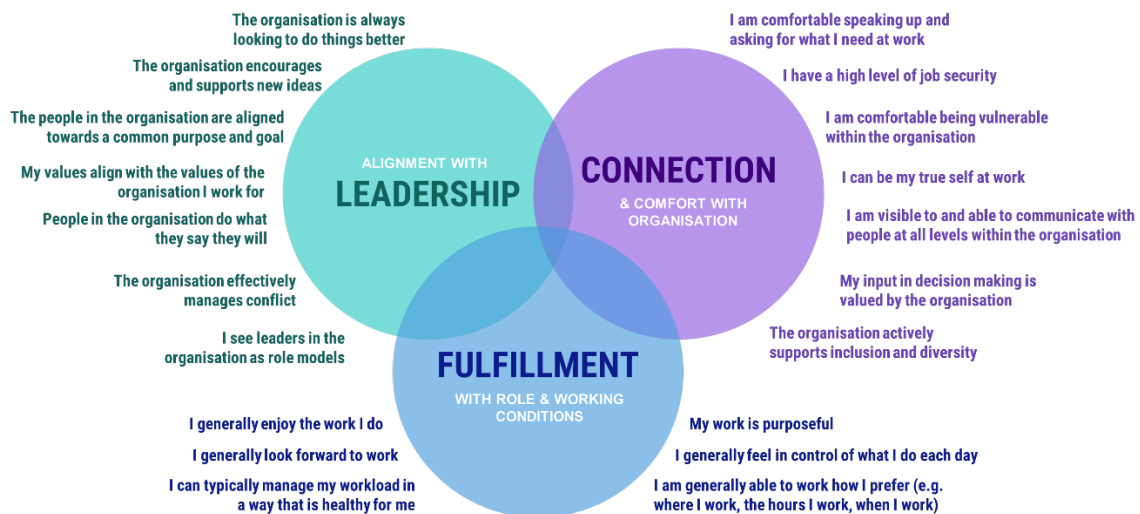 The organisation is always
looking to do things better
The organisation encourages
and supports new ideas
The people in the organisation are aligned
towards a common purpose and goal
My values align with the values of the
organisation I work for
People in the organisation do what
they say they will
The organisation effectively
manages conflict
I see leaders in the
organisation as role models
ALIGNMENT WITH
LEADERSHIP
CONNECTION
& COMFORT WITH
ORGANISATION
I am comfortable speaking up and
asking for what I need at work
I have a high level of job security
I am comfortable being vulnerable
within the organisation
I can be my true self at work
I am visible to and able to communicate with
people at all levels within the organisation
My input in decision making is
valued by the organisation
The organisation actively
supports inclusion and diversity
FULFILLMENT
WITH ROLE & WORKING
CONDITIONS
I generally enjoy the work I do
I generally look forward to work
I can typically manage my workload in
a way that is healthy for me
My work is purposeful
I generally feel in control of what I do each day
I am generally able to work how I prefer (e.g.
where I work, the hours I work, when I work)